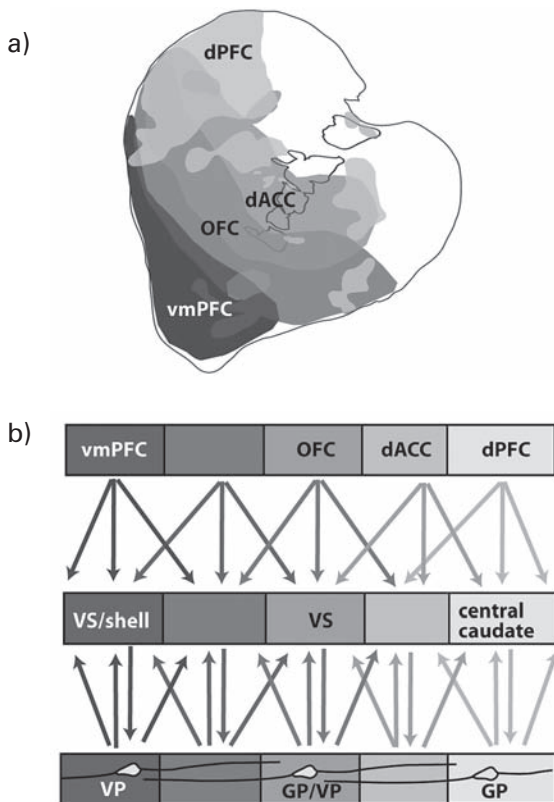 a)
dPFC
dACC
OFC
vmPFC
b)
vmPFC OFC dACC dPFC
VS/shell VS central
caudate
VP GP/VP GP